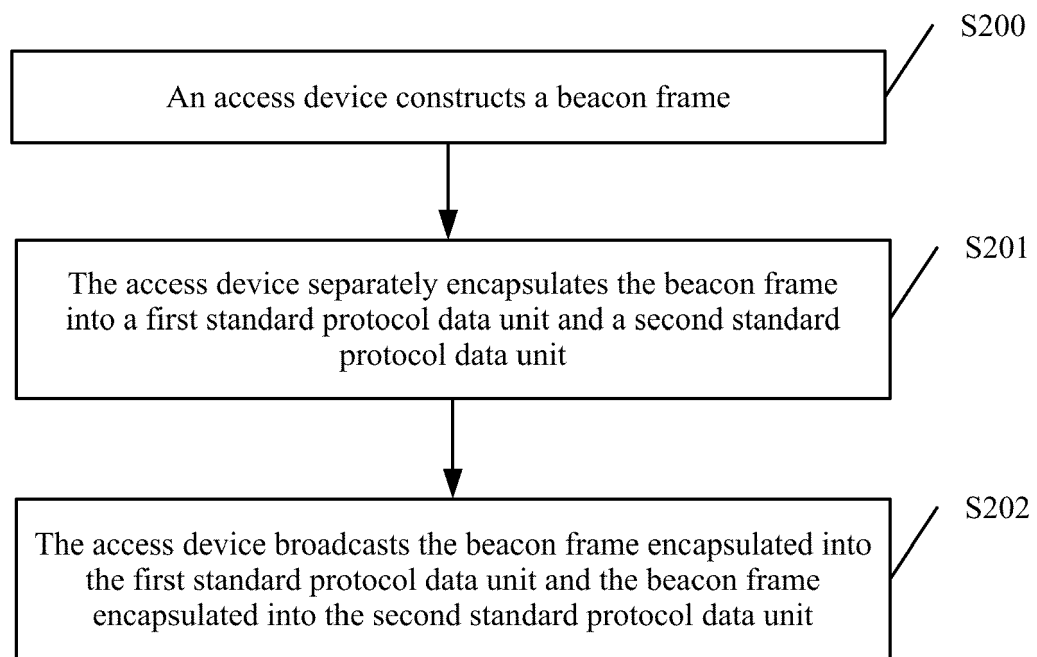 S200
An access device constructs a beacon frame
S201
The access device separately encapsulates the beacon frame
into a first standard protocol data unit and a second standard
protocol data unit
S202
The access device broadcasts the beacon frame encapsulated into
the first standard protocol data unit and the beacon frame
encapsulated into the second standard protocol data unit